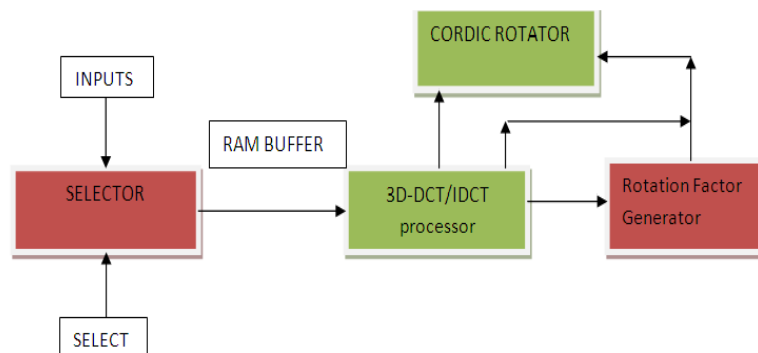 CORDIC ROTATOR
INPUTS
RAM BUFFER
SELECTOR
3D-DCT/IDCT
processor
Rotation Factor
Generator
SELECT